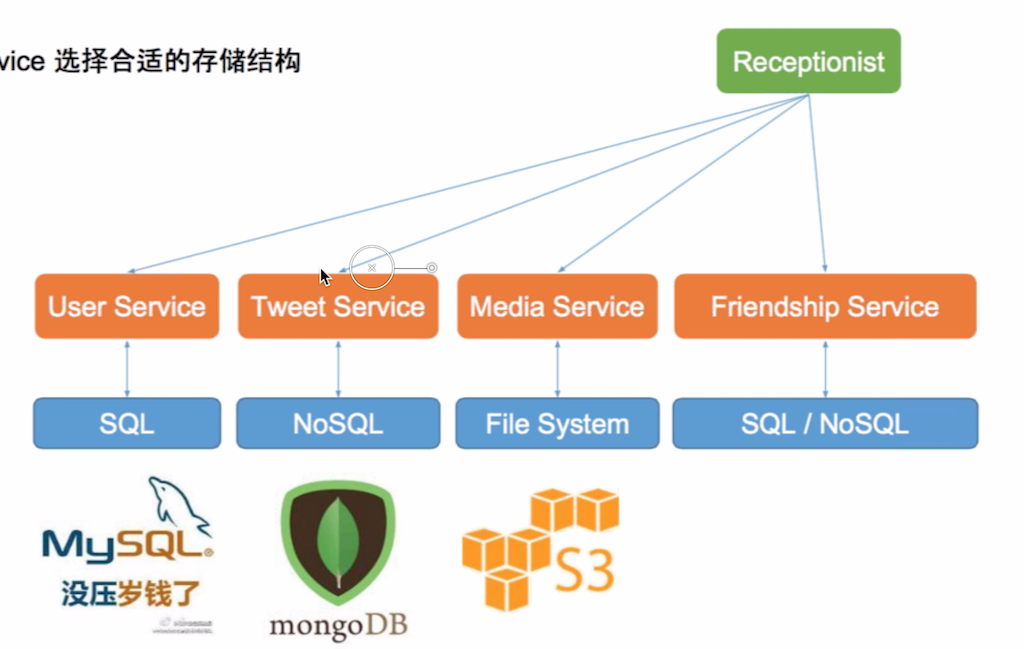 vice 选择合适的存储结构
Receptionist
User Service
Tweet Service
Media Service
Friendship Service
SQL
NoSQL
File System
SQL / NoSQL
MySQL®
没压岁钱了
mongoDB
S3